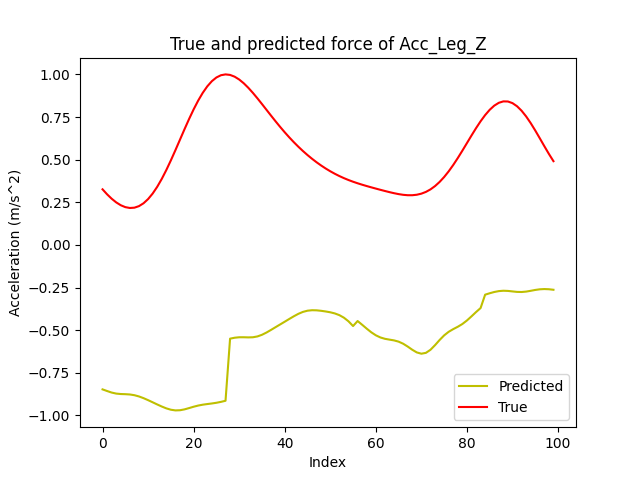 True and predicted force of Acc_Leg_Z
1.00
0.75
0.50
0.25
0.00
−0.25
−0.50
−0.75
−1.00
Acceleration (m/s^2)
0 20 40 60 80 100
Index
Predicted
True